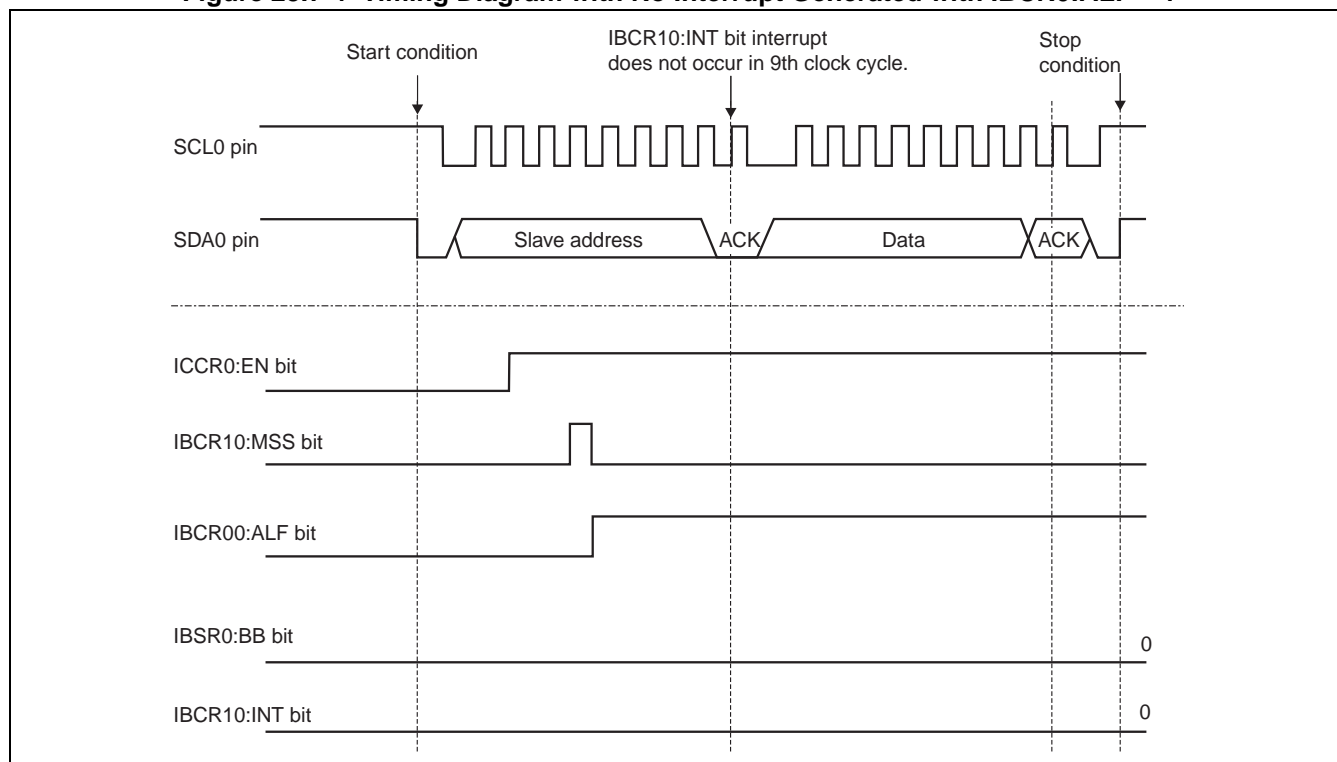 Start condition
IBCR10:INT bit interrupt
does not occur in 9th clock cycle.
Stop
condition
SCL0 pin
SDA0 pin
Slave address
ACK
Data
ACK
ICCR0:EN bit
IBCR10:MSS bit
IBCR00:ALF bit
IBSR0:BB bit
0
IBCR10:INT bit
0